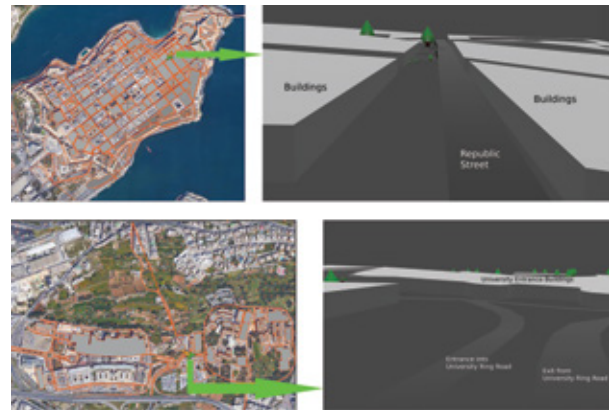 Buildings
Buildings
Republic
Street
University Entrance Buildings
Entrance into
University Ring Road
Exit from
University Ring Road